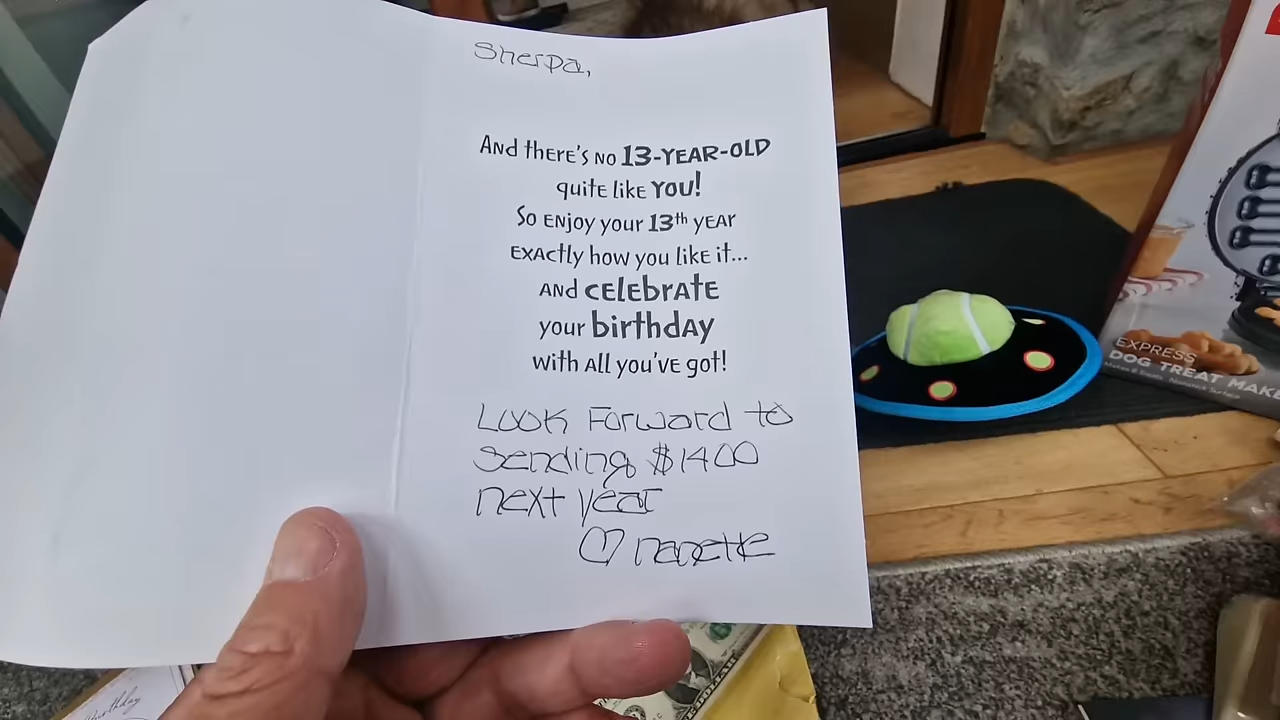 Sherpa,
And there's no 13-year-old
quite like you!
So enjoy your 13th year
exactly how you like it...
and celebrate
your birthday
with all you've got!
Look Forward to
Sending $1400
next year
♡ nanette
EXPRESS
DOG TREAT MAKE
birthday